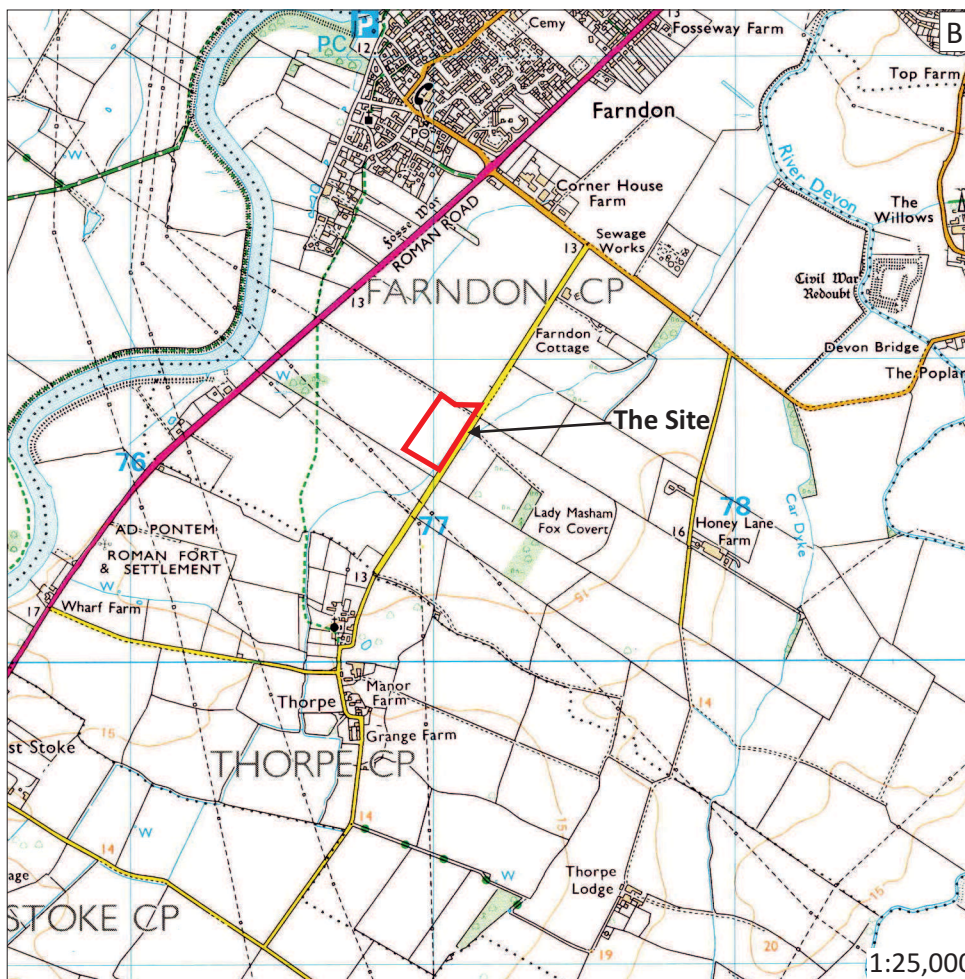 B
P
PC
12
Cemy
13
Fosseway Farm
Top Farm
Farndon
PO
W
River Devon
Corner House
Farm
The
Willows
Fosse Way
ROMAN ROAD
Sewage
Works
13
Civil War
Redoubt
13
FARNDON CP
Farndon
Cottage
Devon Bridge
The Poplar
W
The Site
76
AD PONTEM
ROMAN FORT
& SETTLEMENT
77
Lady Masham
Fox Covert
78
16
Honey Lane
Farm
Car Dyke
W
13
15
17
Wharf Farm
Thorpe
Manor
Farm
14
15
st Stoke
Grange Farm
THORPE CP
14
15
W
14
W
Thorpe
Lodge
15
age
STOKE CP
19
20
1:25,000